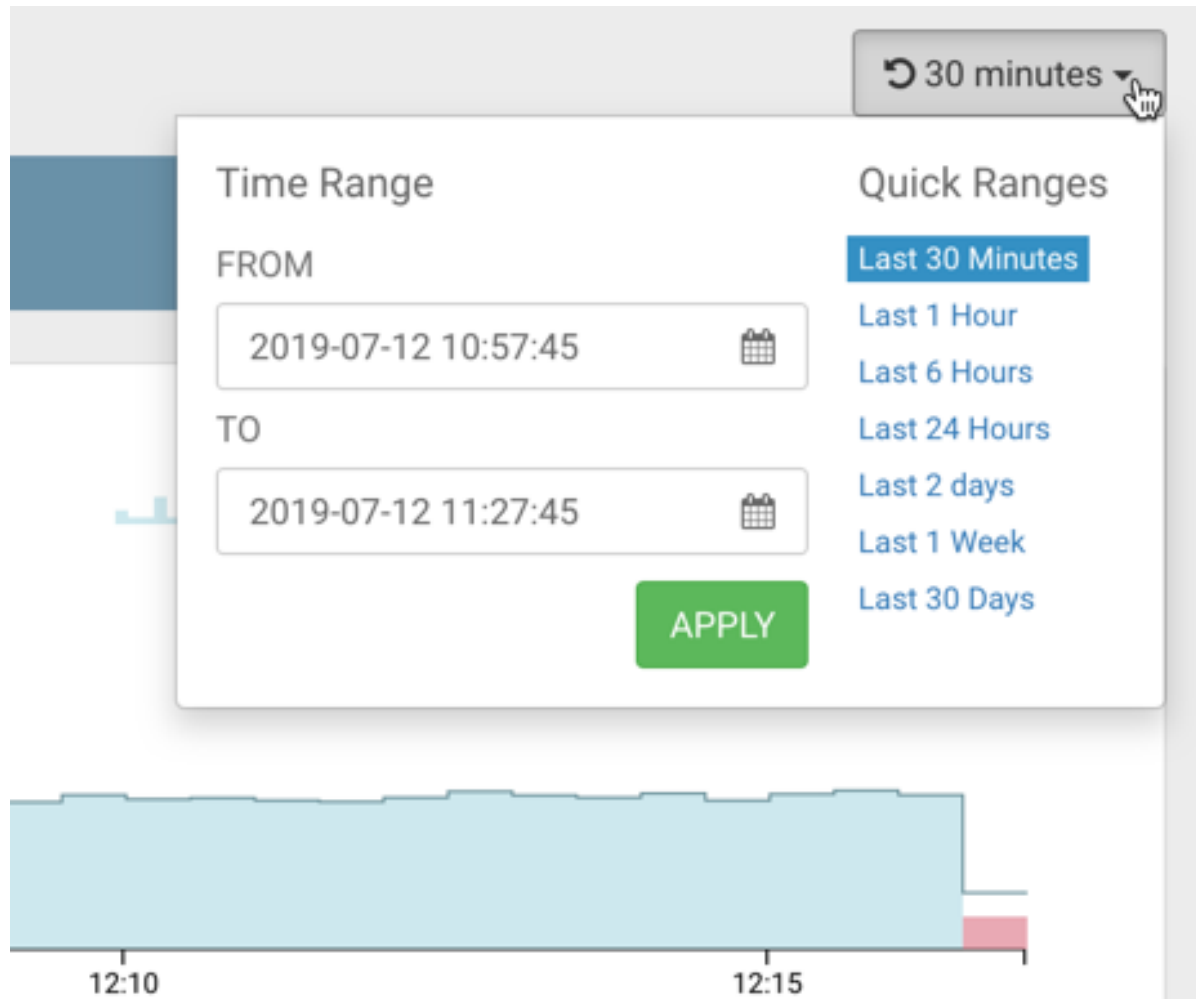 30 minutes
Time Range
FROM
2019-07-12 10:57:45
TO
2019-07-12 11:27:45
APPLY
Quick Ranges
Last 30 Minutes
Last 1 Hour
Last 6 Hours
Last 24 Hours
Last 2 days
Last 1 Week
Last 30 Days
12:10
12:15